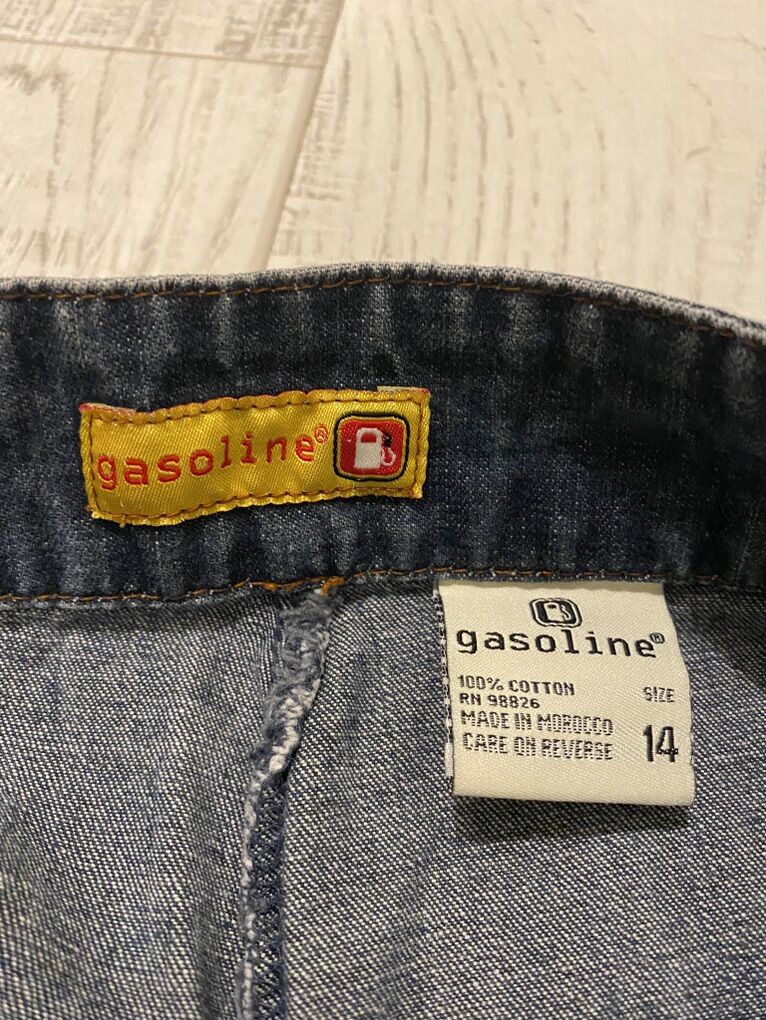 gasoline®
gasoline®
100% COTTON
RN 98826
MADE IN MOROCCO
CARE ON REVERSE
SIZE
14